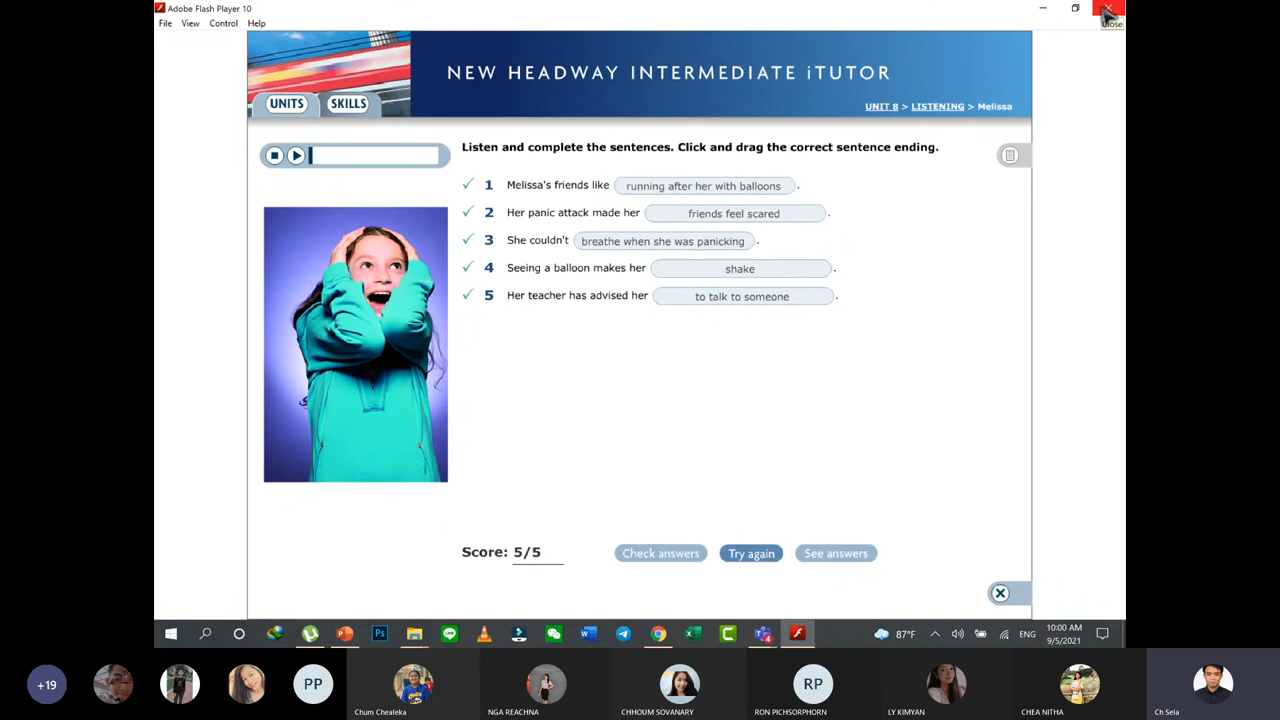 Adobe Flash Player 10
File View Control Help
Close
NEW HEADWAY INTERMEDIATE iTUTOR
UNITS SKILLS
UNIT 8 > LISTENING > Melissa
Listen and complete the sentences. Click and drag the correct sentence ending.
1 Melissa's friends like running after her with balloons .
2 Her panic attack made her friends feel scared .
3 She couldn't breathe when she was panicking .
4 Seeing a balloon makes her shake .
5 Her teacher has advised her to talk to someone .
Score: 5/5 Check answers Try again See answers
87°F ENG 10:00 AM
9/5/2021
+19 PP RP
Chum Chealeka NGA REACHNA CHHOUM SOVANARY RON PICHSORPHORN LY KIMYAN CHEA NITHA Ch Sela